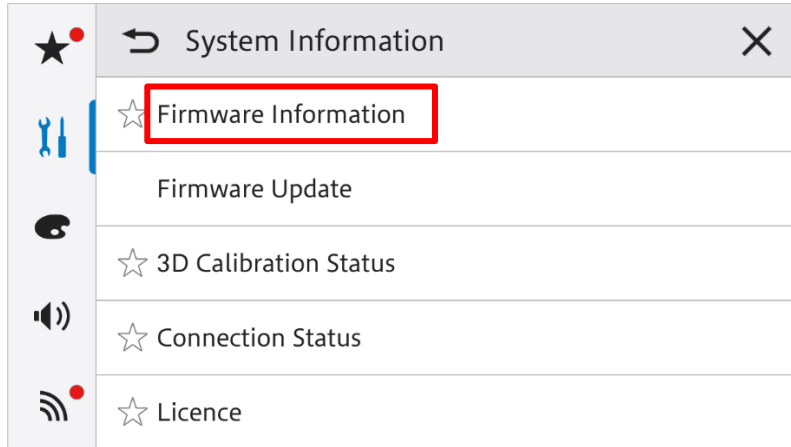 System Information
Firmware Information
Firmware Update
3D Calibration Status
Connection Status
Licence